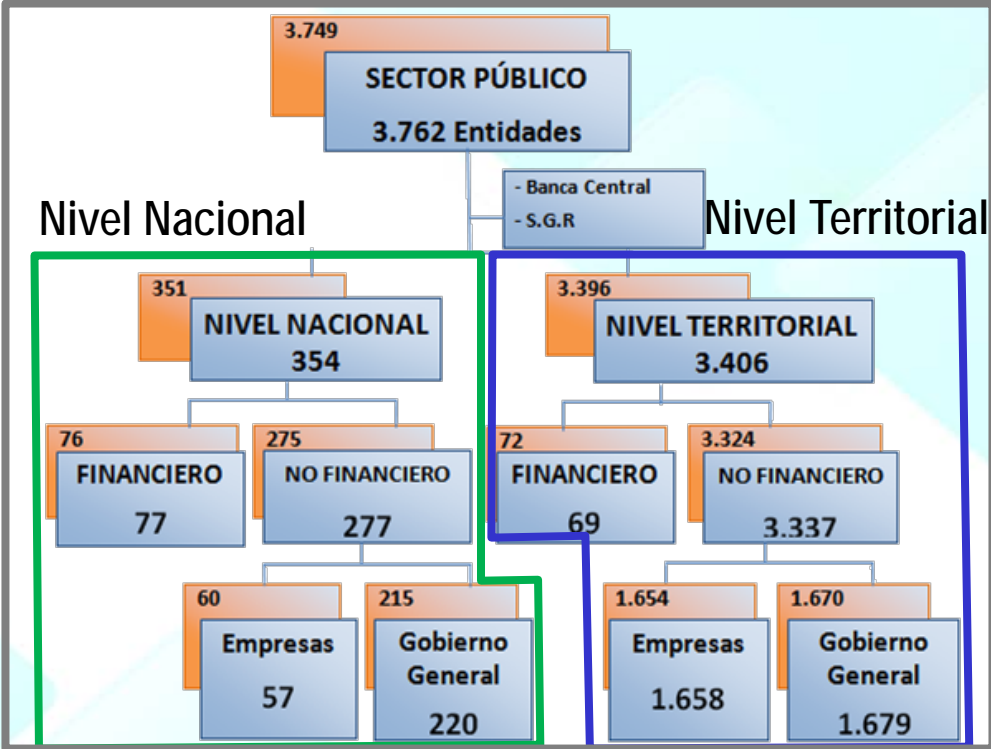 3.749
SECTOR PÚBLICO
3.762 Entidades
- Banca Central
- S.G.R
Nivel Nacional
Nivel Territorial
351
NIVEL NACIONAL
354
3.396
NIVEL TERRITORIAL
3.406
76
FINANCIERO
77
275
NO FINANCIERO
277
72
FINANCIERO
69
3.324
NO FINANCIERO
3.337
60
Empresas
57
215
Gobierno
General
220
1.654
Empresas
1.658
1.670
Gobierno
General
1.679